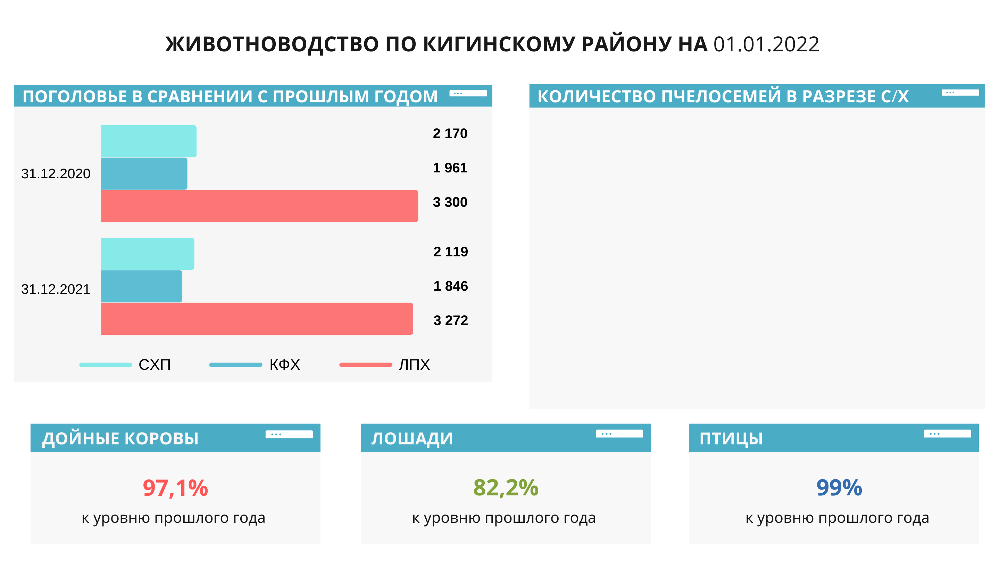 ЖИВОТНОВОДСТВО ПО КИГИНСКОМУ РАЙОНУ НА 01.01.2022
ПОГОЛОВЬЕ В СРАВНЕНИИ С ПРОШЛЫМ ГОДОМ
31.12.2020
2 170
1 961
3 300
31.12.2021
2 119
1 846
3 272
СХП КФХ ЛПХ
КОЛИЧЕСТВО ПЧЕЛОСЕМЕЙ В РАЗРЕЗЕ С/Х
ДОЙНЫЕ КОРОВЫ
97,1%
к уровню прошлого года
ЛОШАДИ
82,2%
к уровню прошлого года
ПТИЦЫ
99%
к уровню прошлого года